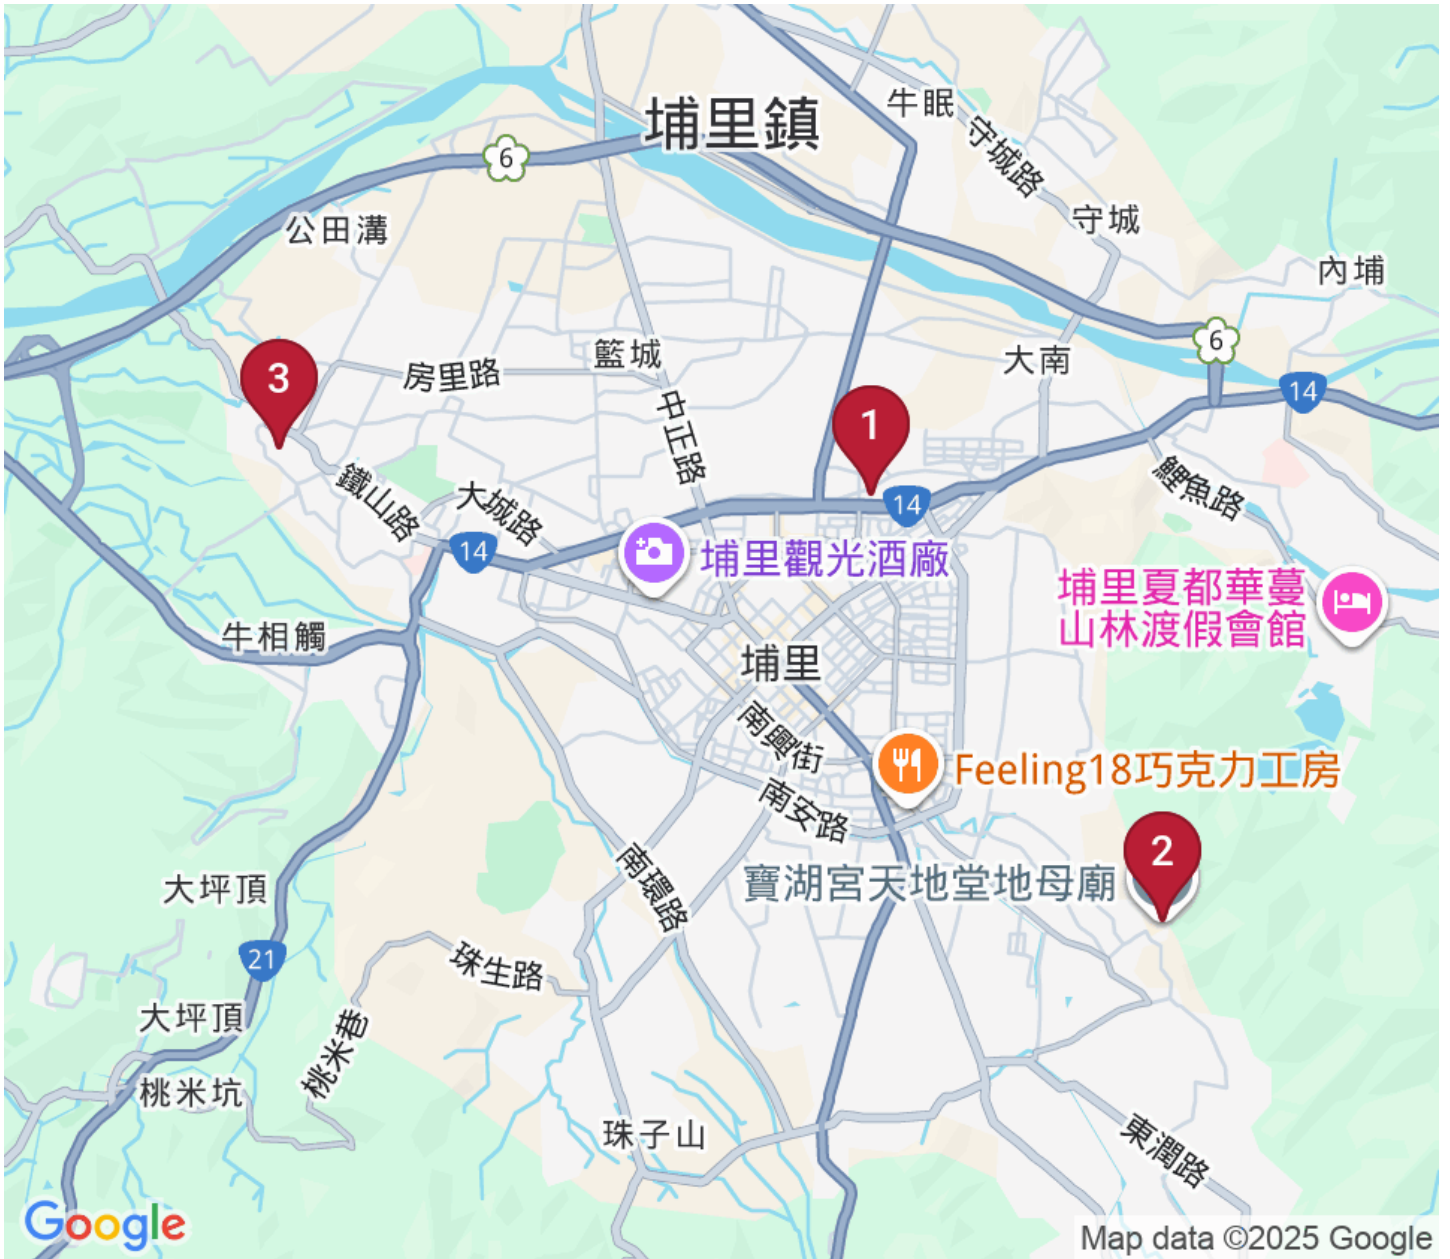 牛眠
埔里鎮
守城路
6
守城
公田溝
內埔
6
籃城
大南
房里路
14
3
中正路
1
鯉魚路
鐵山路
大城路
14
14
埔里觀光酒廠
埔里夏都華蔓
山林渡假會館
牛相觸
埔里
南興街
Feeling18巧克力工房
南安路
2
南環路
寶湖宮天地堂地母廟
大坪頂
21
珠生路
大坪頂
桃米巷
桃米坑
珠子山
東潤路
Google
Map data ©2025 Google